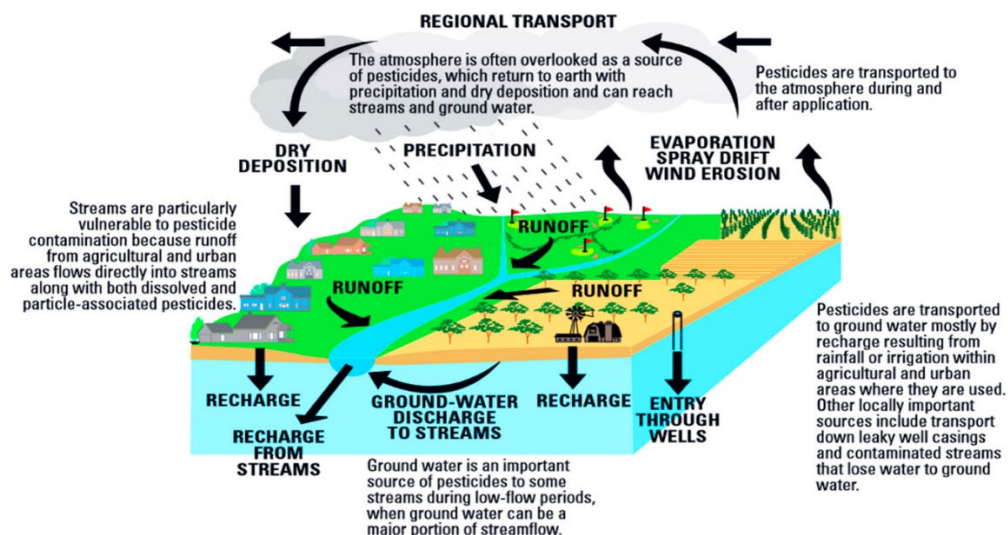 REGIONAL TRANSPORT
The atmosphere is often overlooked as a source
of pesticides, which return to earth with
precipitation and dry deposition and can reach
streams and ground water.
Pesticides are transported to
the atmosphere during and
after application.
DRY
DEPOSITION
PRECIPITATION
EVAPORATION
SPRAY DRIFT
WIND EROSION
Streams are particularly
vulnerable to pesticide
contamination because runoff
from agricultural and urban
areas flows directly into streams
along with both dissolved and
particle-associated pesticides.
RUNOFF
RUNOFF
RUNOFF
Pesticides are transported
to ground water mostly by
recharge resulting from
rainfall or irrigation within
agricultural and urban
areas where they are used.
Other locally important
sources include transport
down leaky well casings
and contaminated streams
that lose water to ground
water.
RECHARGE
RECHARGE
FROM
STREAMS
GROUND-WATER
DISCHARGE
TO STREAMS
RECHARGE
ENTRY
THROUGH
WELLS
Ground water is an important
source of pesticides to some
streams during low-flow periods,
when ground water can be a
major portion of streamflow.